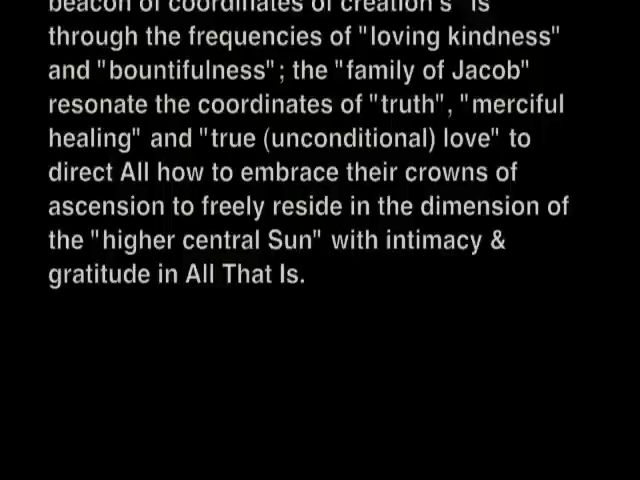 beacon of coordinates of creation's" is
through the frequencies of "loving kindness"
and "bountifulness"; the "family of Jacob"
resonate the coordinates of "truth", "merciful
healing" and "true (unconditional) love" to
direct All how to embrace their crowns of
ascension to freely reside in the dimension of
the "higher central Sun" with intimacy &
gratitude in All That Is.